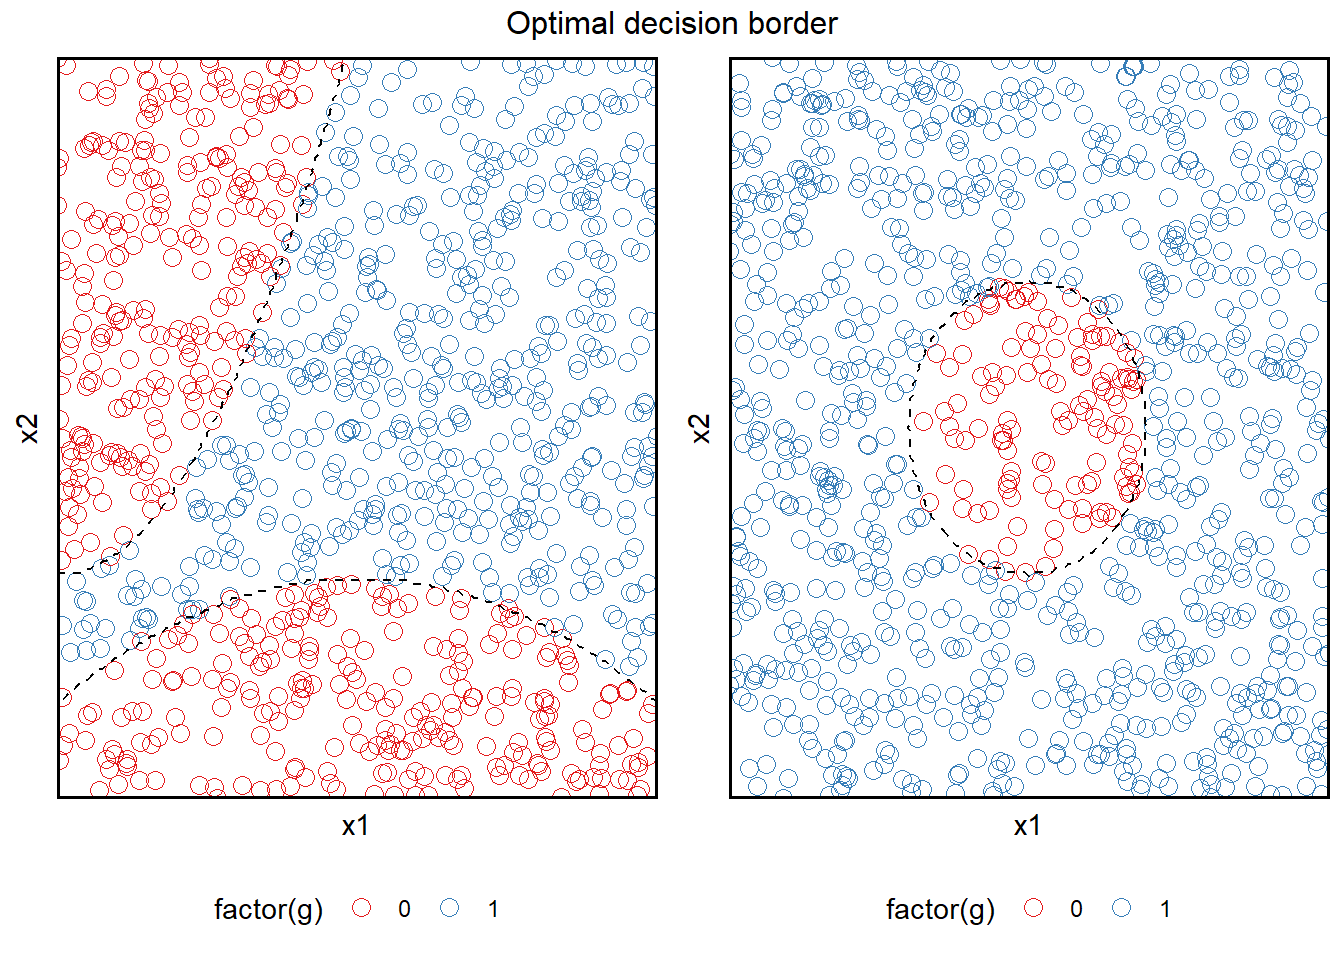 Optimal decision border
x2
x1
factor(g) 0 1
x2
x1
factor(g) 0 1